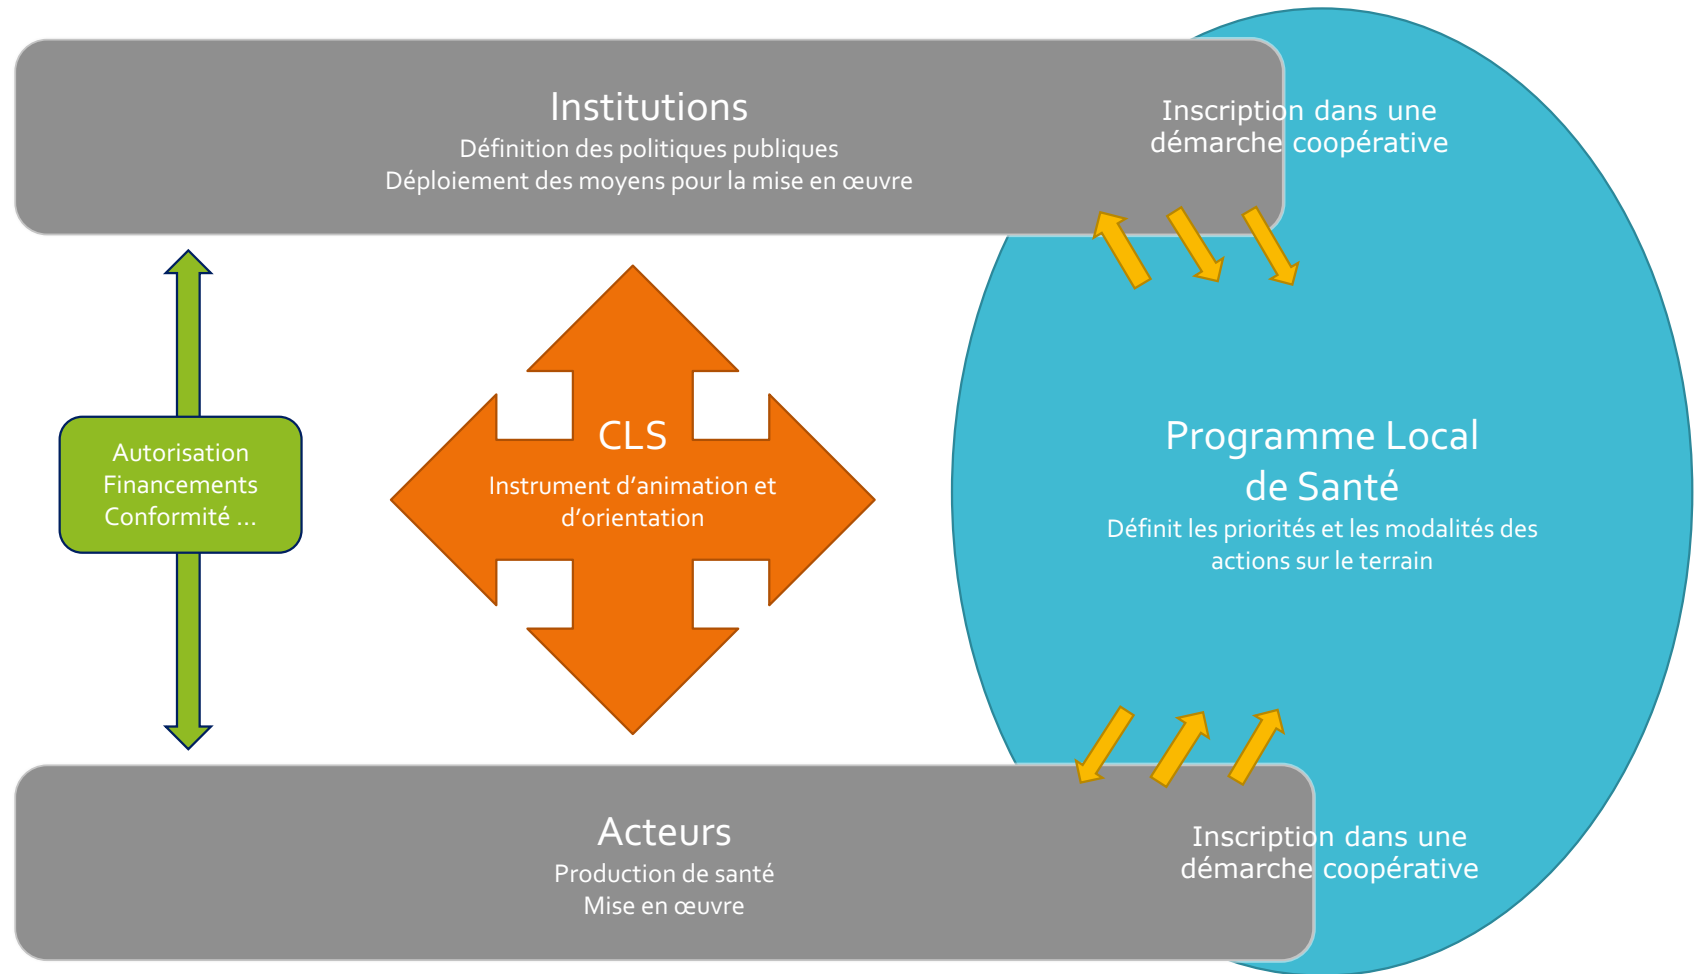 Institutions
Définition des politiques publiques
Déploiement des moyens pour la mise en œuvre
Inscription dans une
démarche coopérative
Autorisation
Financements
Conformité ...
CLS
Instrument d’animation et
d’orientation
Programme Local
de Santé
Définit les priorités et les modalités des
actions sur le terrain
Acteurs
Production de santé
Mise en œuvre
Inscription dans une
démarche coopérative